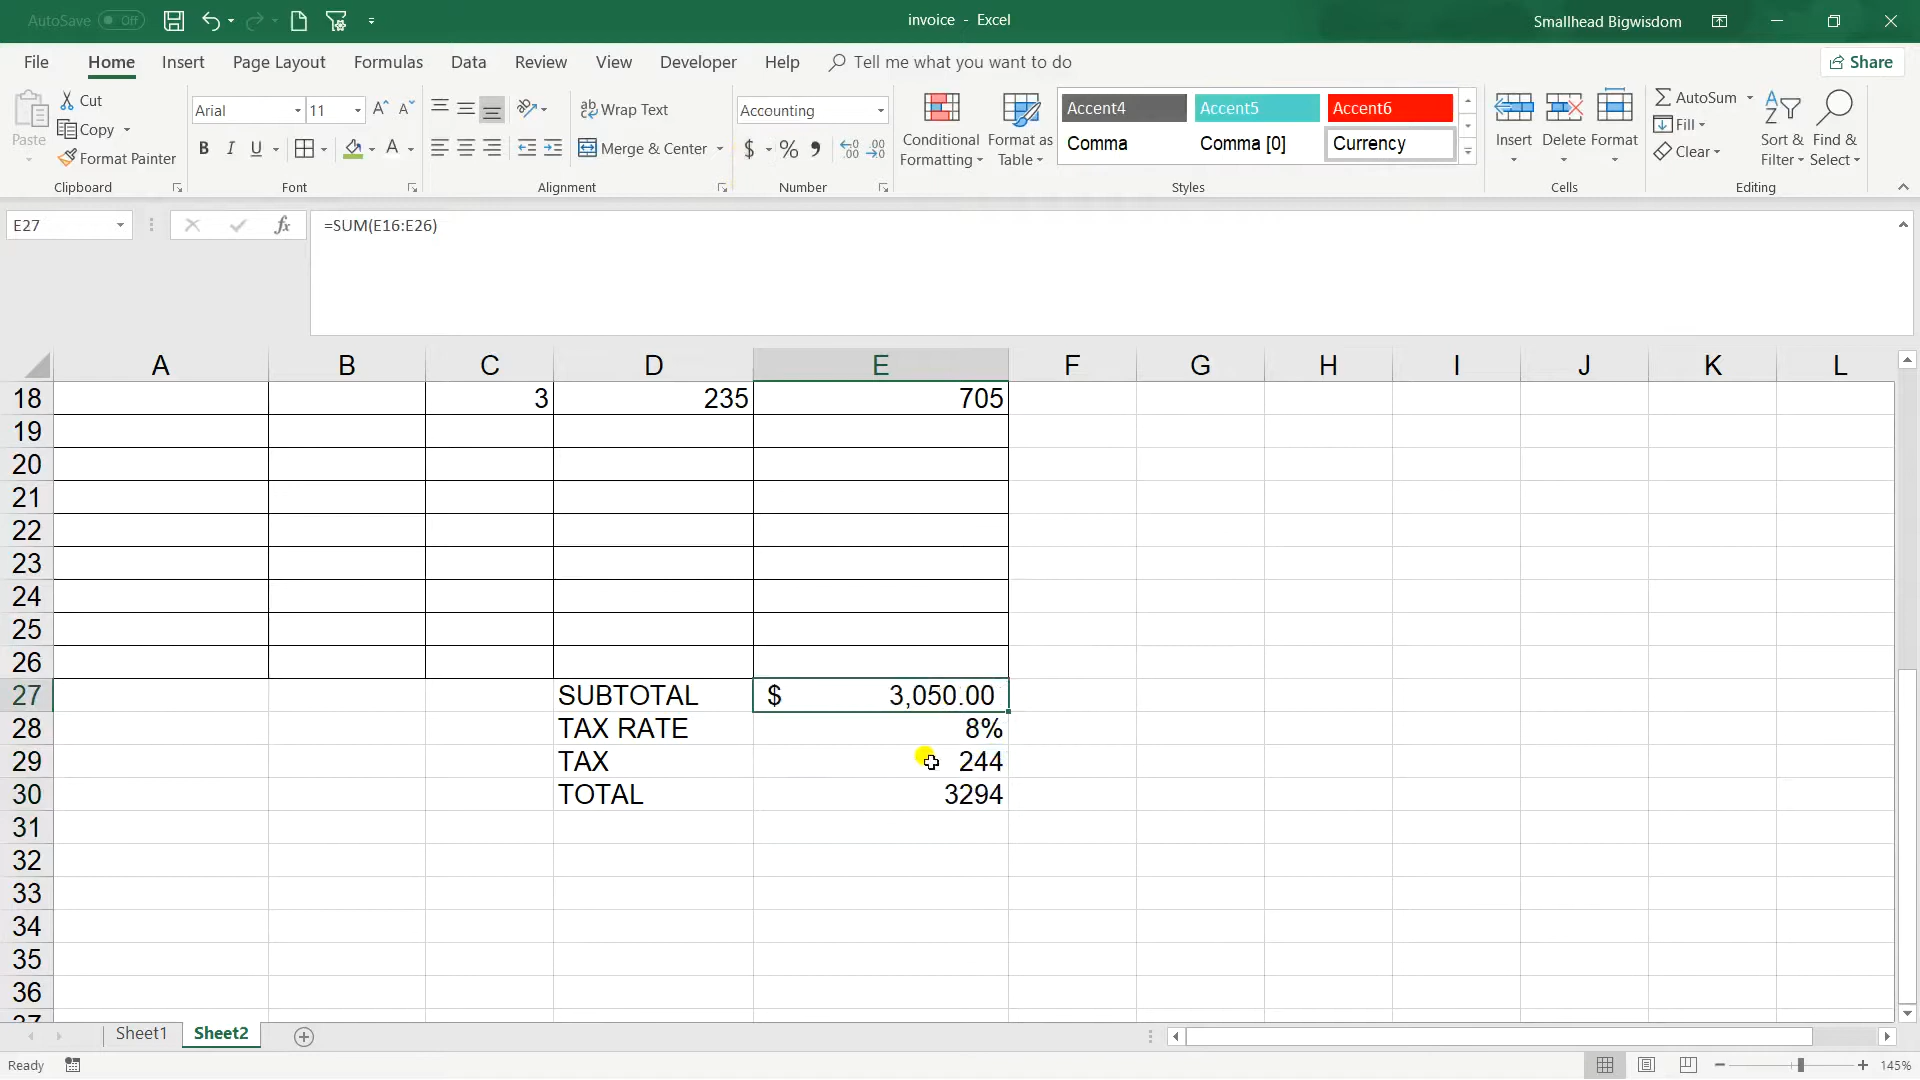 AutoSave Off
invoice - Excel
Smallhead Bigwisdom
File Home Insert Page Layout Formulas Data Review View Developer Help Tell me what you want to do Share
Paste
Cut
Copy
Format Painter
Clipboard
Arial 11
B I U A
Font
Wrap Text
Merge & Center
Alignment
Accounting
$ % , .00
Number
Conditional Formatting
Format as Table
Accent4 Accent5 Accent6
Comma Comma [0] Currency
Styles
Insert Delete Format
Cells
AutoSum
Fill
Clear
Sort & Filter
Find & Select
Editing
E27 fx =SUM(E16:E26)
A B C D E F G H I J K L
18 3 235 705
19
20
21
22
23
24
25
26
27 SUBTOTAL $ 3,050.00
28 TAX RATE 8%
29 TAX 244
30 TOTAL 3294
31
32
33
34
35
36
37
Sheet1 Sheet2
Ready 145%